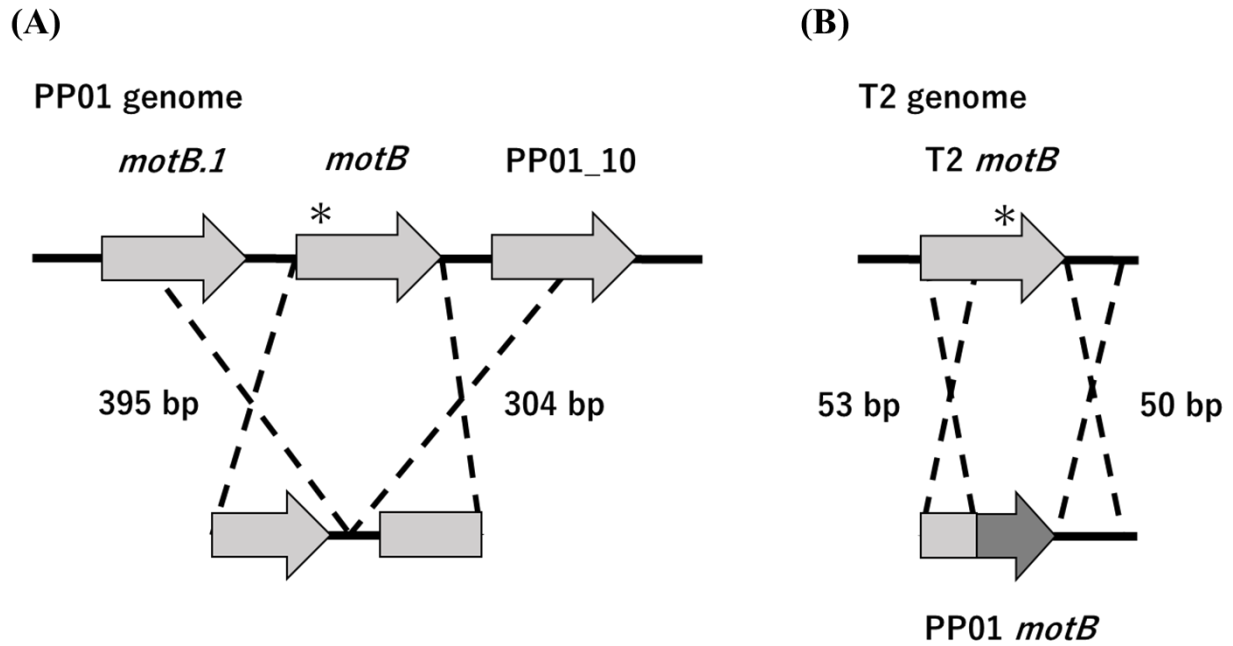 (A)
PP01 genome
motB.1 motB PP01_10
*
395 bp 304 bp
(B)
T2 genome
T2 motB
*
53 bp 50 bp
PP01 motB